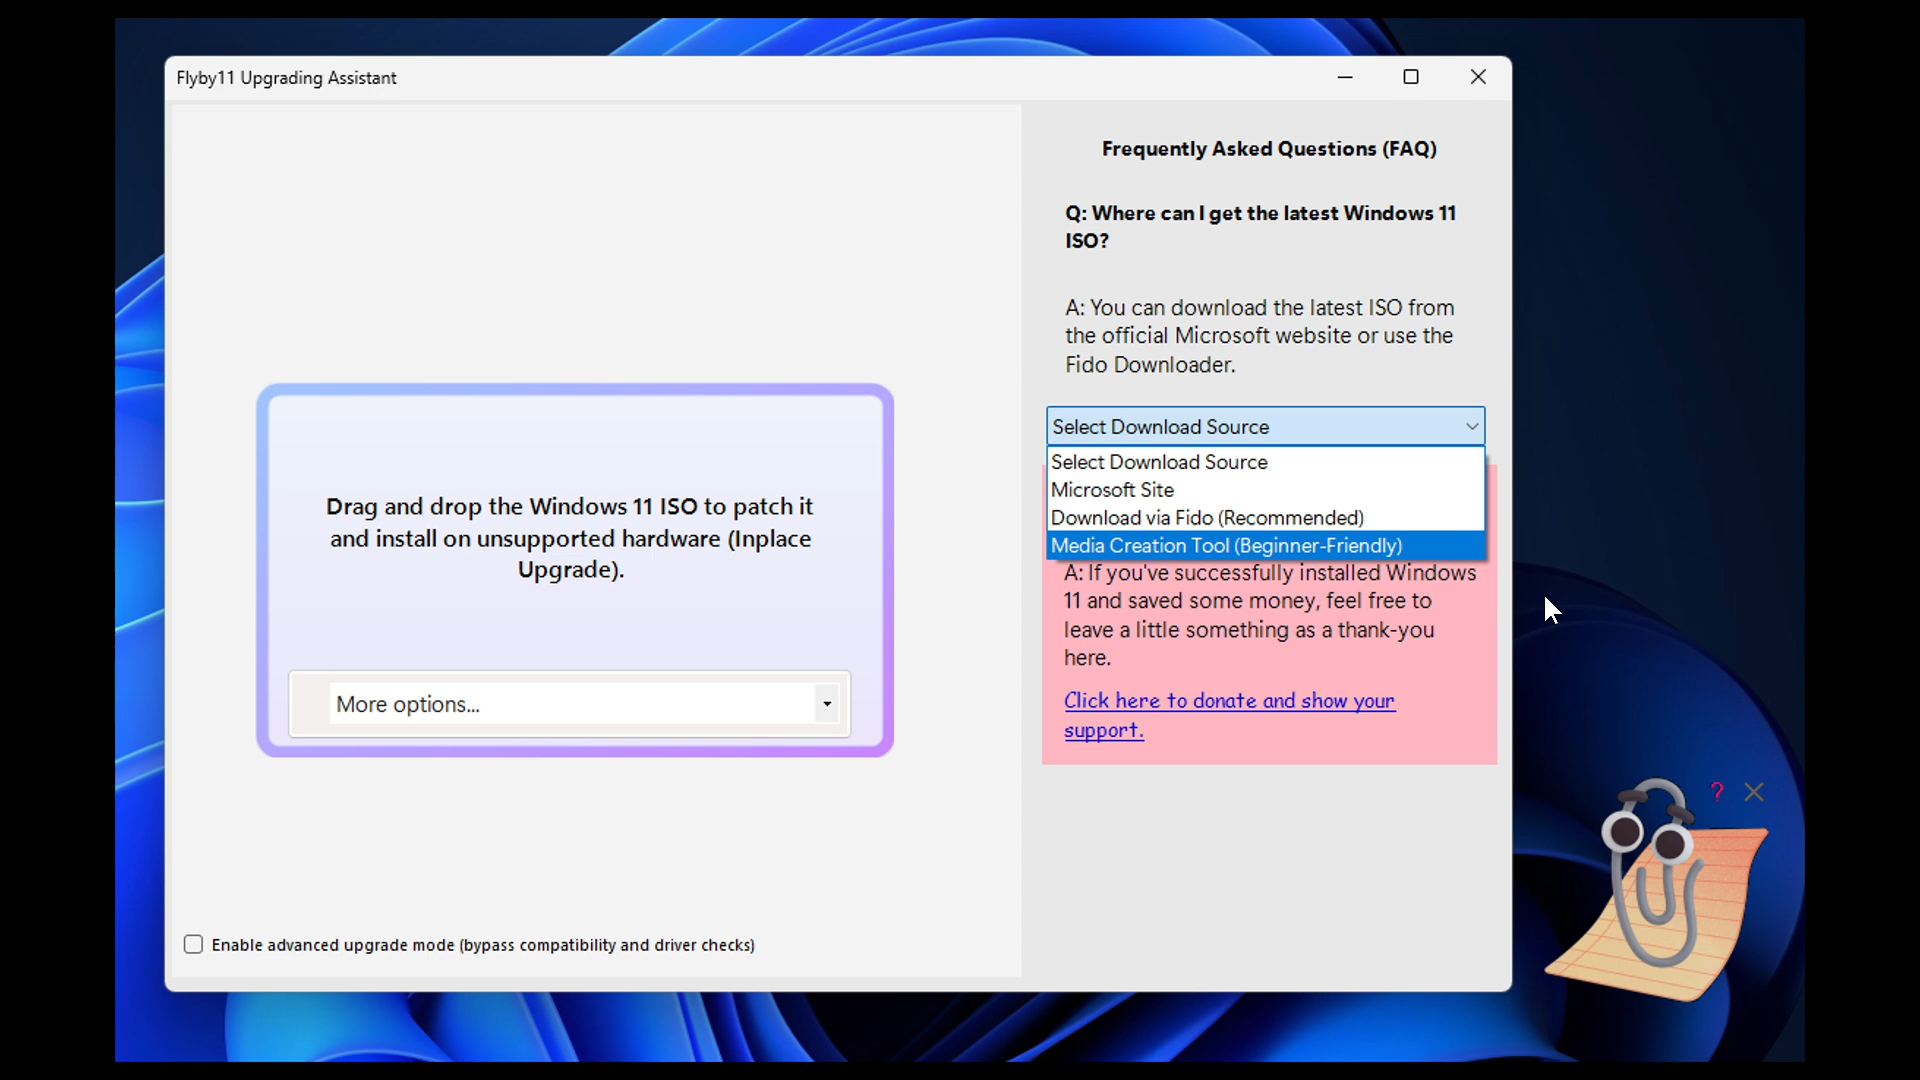 Flyby11 Upgrading Assistant
Frequently Asked Questions (FAQ)
Q: Where can I get the latest Windows 11
ISO?
A: You can download the latest ISO from
the official Microsoft website or use the
Fido Downloader.
Select Download Source
Select Download Source
Microsoft Site
Download via Fido (Recommended)
Media Creation Tool (Beginner-Friendly)
A: If you've successfully installed Windows
11 and saved some money, feel free to
leave a little something as a thank-you
here.
Click here to donate and show your
support.
Drag and drop the Windows 11 ISO to patch it
and install on unsupported hardware (Inplace
Upgrade).
More options...
Enable advanced upgrade mode (bypass compatibility and driver checks)
?